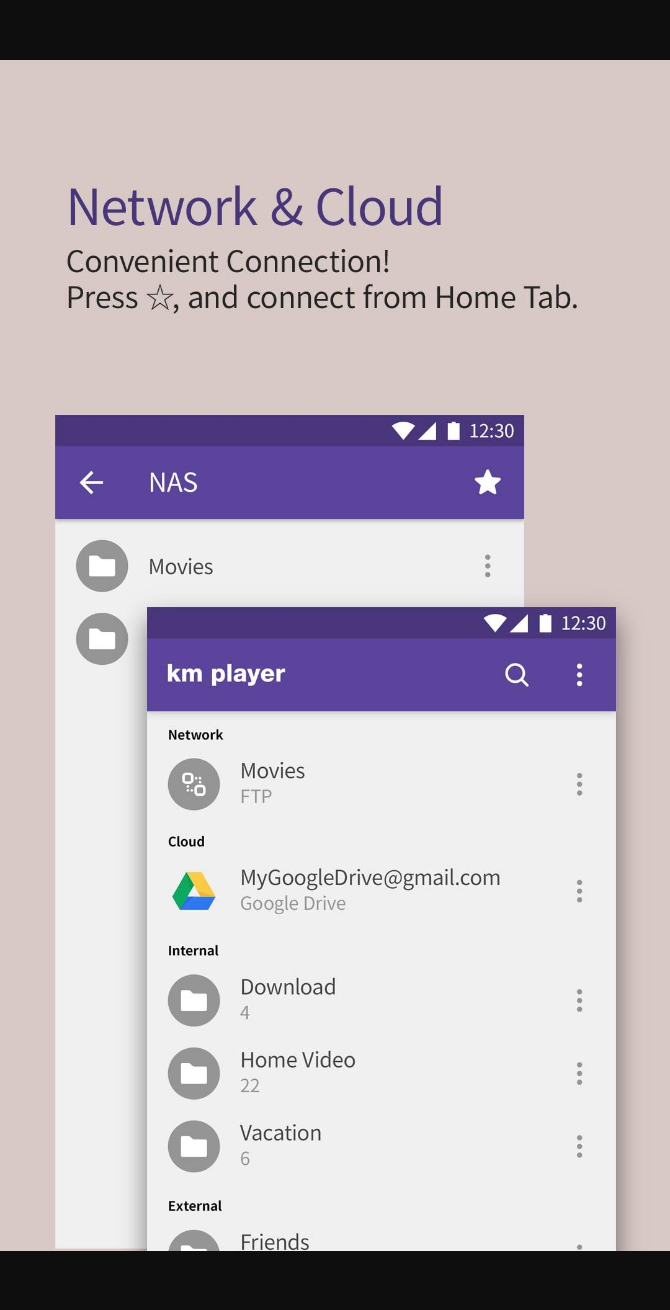 Network & Cloud
Convenient Connection!
Press ☆, and connect from Home Tab.
12:30
NAS
Movies
12:30
km player
Network
Movies
FTP
Cloud
MyGoogleDrive@gmail.com
Google Drive
Internal
Download
4
Home Video
22
Vacation
6
External
Friends